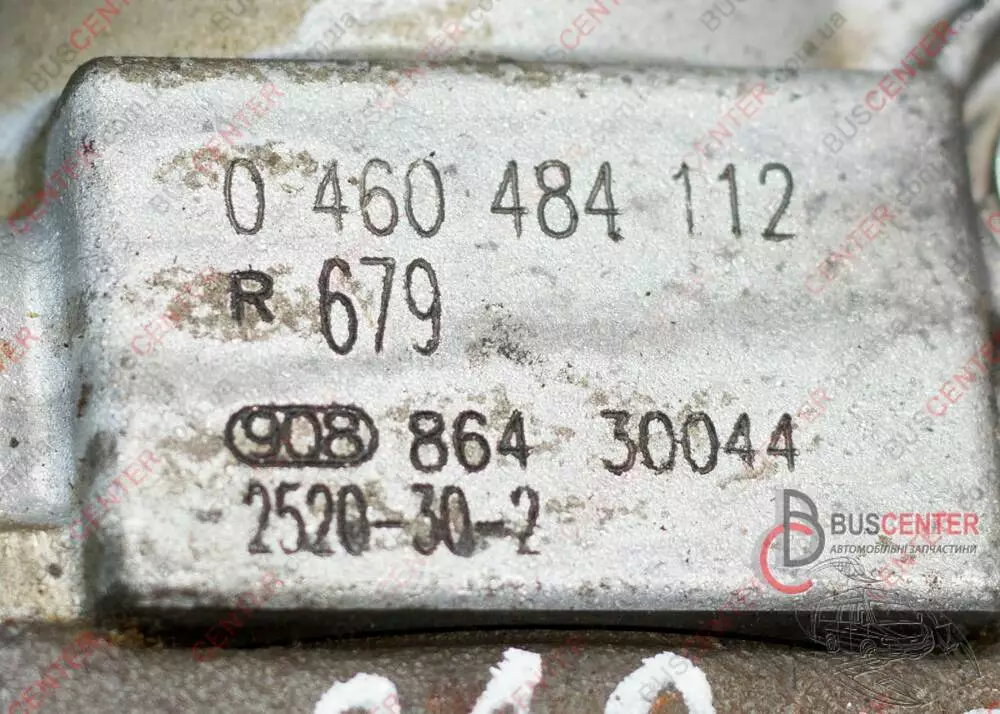 0 460 484 112
R 679
908 864 30044
2520-30-2
BUSCENTER
АВТОМОБІЛЬНІ ЗАПЧАСТИНИ